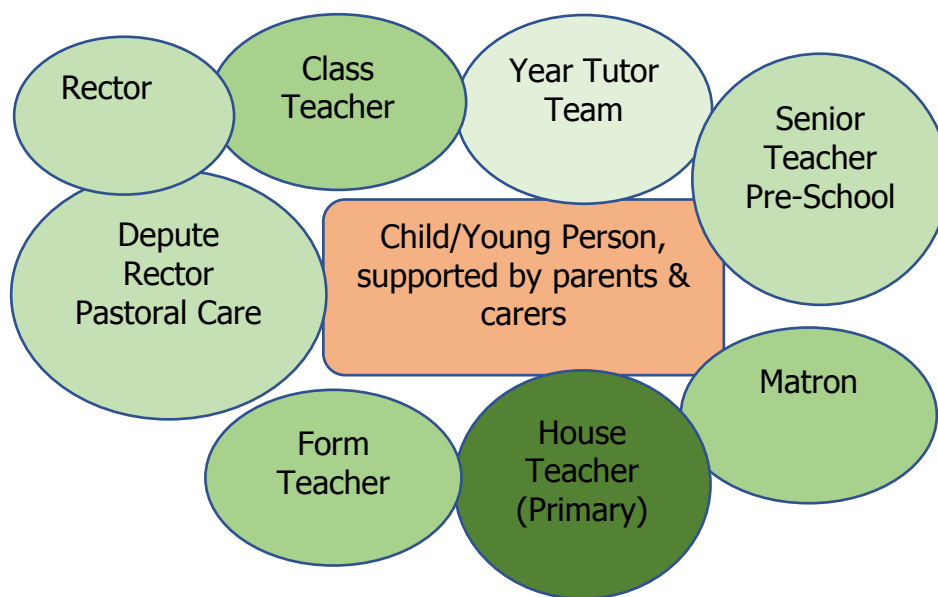 Rector
Class
Teacher
Year Tutor
Team
Senior
Teacher
Pre-School
Depute
Rector
Pastoral Care
Child/Young Person,
supported by parents &
carers
Matron
Form
Teacher
House
Teacher
(Primary)